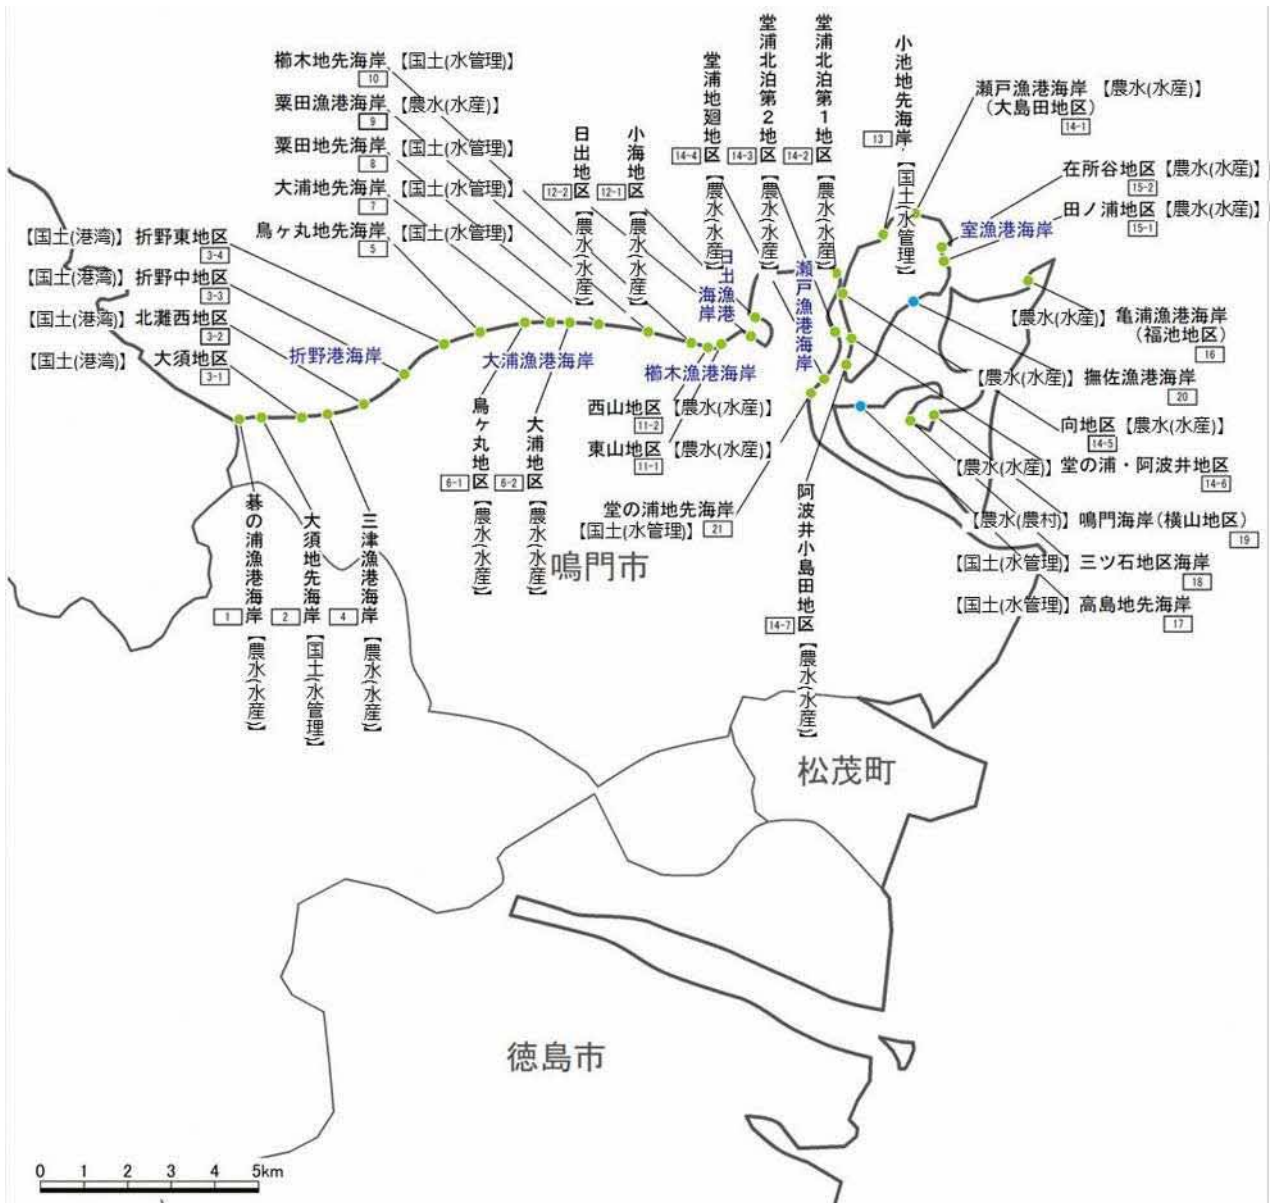 櫛木地先海岸【国土(水管理)】
10
粟田漁港海岸【農水(水産)】
9
粟田地先海岸【国土(水管理)】
8
大浦地先海岸【国土(水管理)】
7
鳥ヶ丸地先海岸【国土(水管理)】
5
【国土(港湾)】折野東地区
3-4
【国土(港湾)】折野中地区
3-3
【国土(港湾)】北灘西地区
3-2
【国土(港湾)】大須地区
3-1
折野港海岸
日出地区【農水(水産)】
12-2
小海地区【農水(水産)】
12-1
堂浦地廻地区【農水(水産)】
14-4
堂浦北泊第2地区【農水(水産)】
14-3
堂浦北泊第1地区【農水(水産)】
14-2
小池地先海岸【国土(水管理)】
13
瀬戸漁港海岸【農水(水産)】
(大島田地区)
14-1
在所谷地区【農水(水産)】
15-2
田ノ浦地区【農水(水産)】
15-1
室漁港海岸
日出漁港海岸
瀬戸漁港海岸
大浦漁港海岸
櫛木漁港海岸
【農水(水産)】亀浦漁港海岸
(福池地区)
16
【農水(水産)】撫佐漁港海岸
20
向地区【農水(水産)】
14-5
【農水(水産)】堂の浦・阿波井地区
14-6
【農水(農村)】鳴門海岸(横山地区)
19
【国土(水管理)】三ツ石地区海岸
18
【国土(水管理)】高島地先海岸
17
西山地区【農水(水産)】
11-2
東山地区【農水(水産)】
11-1
堂の浦地先海岸
【国土(水管理)】
21
鳥ヶ丸地区【農水(水産)】
6-1
大浦地区【農水(水産)】
6-2
阿波井小島田地区【農水(水産)】
14-7
碁の浦漁港海岸【農水(水産)】
1
大須地先海岸【国土(水管理)】
2
三津漁港海岸【農水(水産)】
4
鳴門市
松茂町
徳島市
0 1 2 3 4 5km